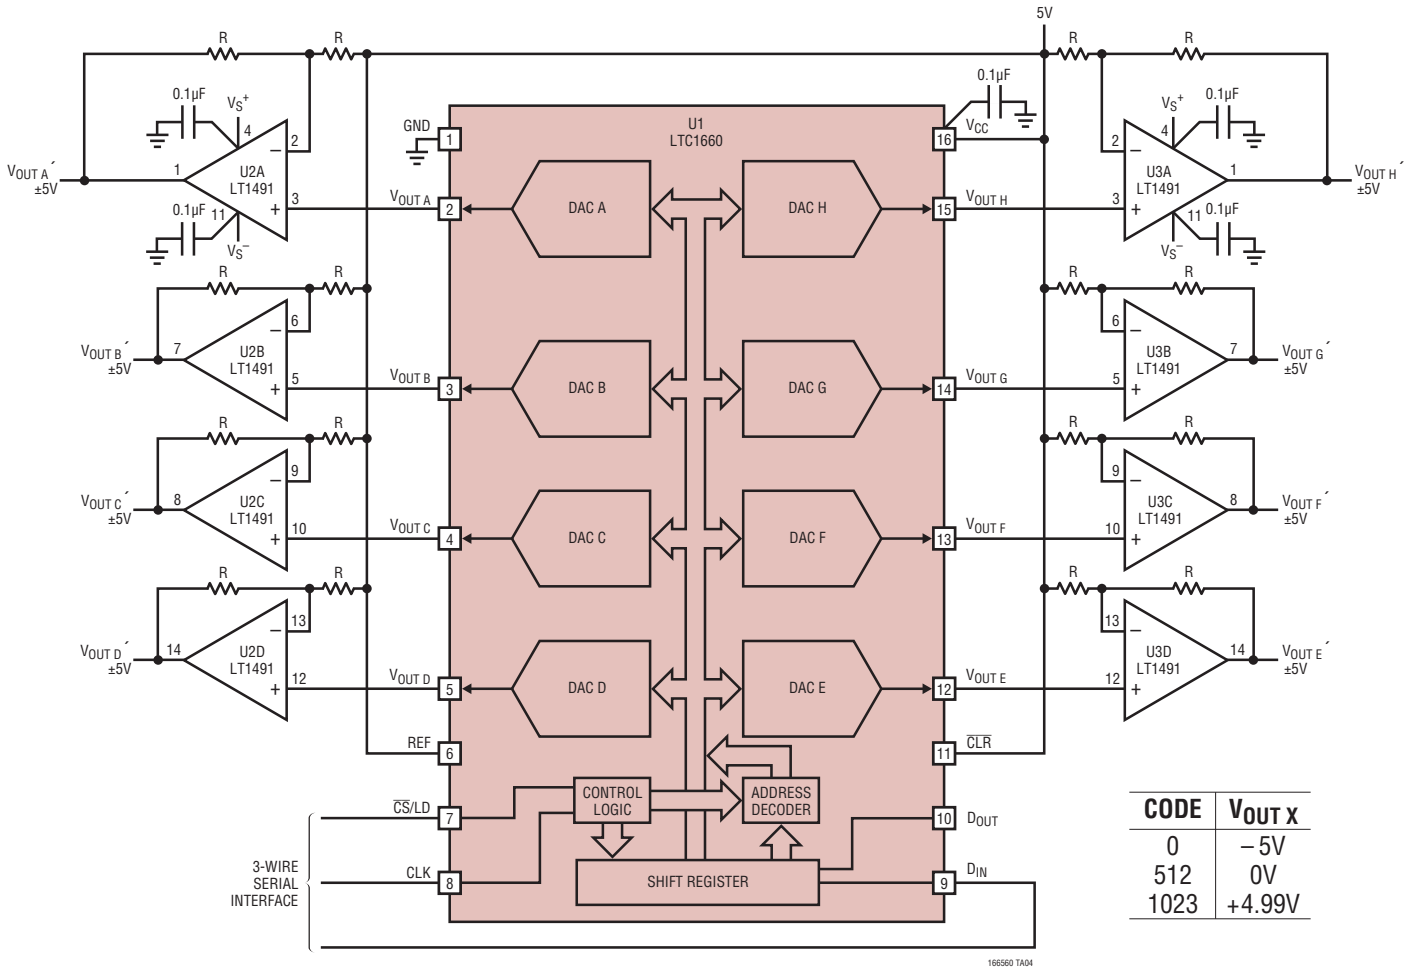 5V
R R R R
0.1µF VS+ 4
0.1µF
U1
LTC1660
GND 1
16 VCC
VS+ 4 0.1µF
2 −
1 U2A
LT1491
3 +
VOUT A´
±5V
0.1µF 11
VS−
VOUT A 2
DAC A
DAC H
15 VOUT H
2 −
U3A 1
LT1491
3 +
VOUT H´
±5V
11 0.1µF
VS−
R R R R
6 −
VOUT B´ 7
±5V
U2B
LT1491
5 +
VOUT B 3
DAC B
DAC G
14 VOUT G
6 −
U3B
LT1491
5 +
7 VOUT G´
±5V
R R R R
9 −
VOUT C´ 8
±5V
U2C
LT1491
10 +
VOUT C 4
DAC C
DAC F
13 VOUT F
9 −
U3C
LT1491
10 +
8 VOUT F´
±5V
R R R R
13 −
VOUT D´ 14
±5V
U2D
LT1491
12 +
VOUT D 5
DAC D
DAC E
12 VOUT E
13 −
U3D
LT1491
12 +
14 VOUT E´
±5V
REF 6
11 CLR
CS/LD 7
CONTROL
LOGIC
ADDRESS
DECODER
10 DOUT
3-WIRE
SERIAL
INTERFACE
CLK 8
SHIFT REGISTER
9 DIN
CODE VOUT X
0 −5V
512 0V
1023 +4.99V
166560 TA04